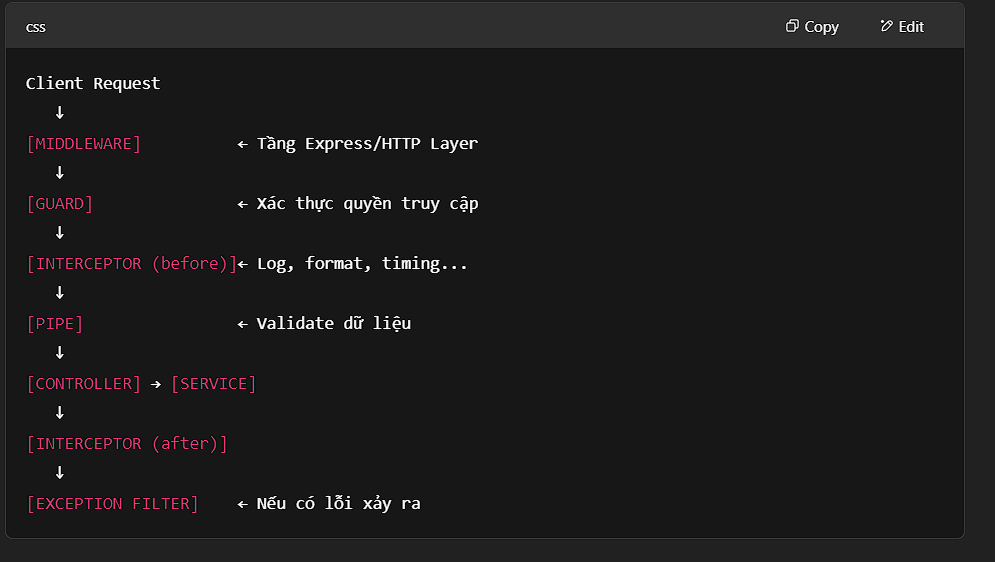 css Copy Edit
Client Request
↓
[MIDDLEWARE] ← Tầng Express/HTTP Layer
↓
[GUARD] ← Xác thực quyền truy cập
↓
[INTERCEPTOR (before)]← Log, format, timing...
↓
[PIPE] ← Validate dữ liệu
↓
[CONTROLLER] → [SERVICE]
↓
[INTERCEPTOR (after)]
↓
[EXCEPTION FILTER] ← Nếu có lỗi xảy ra